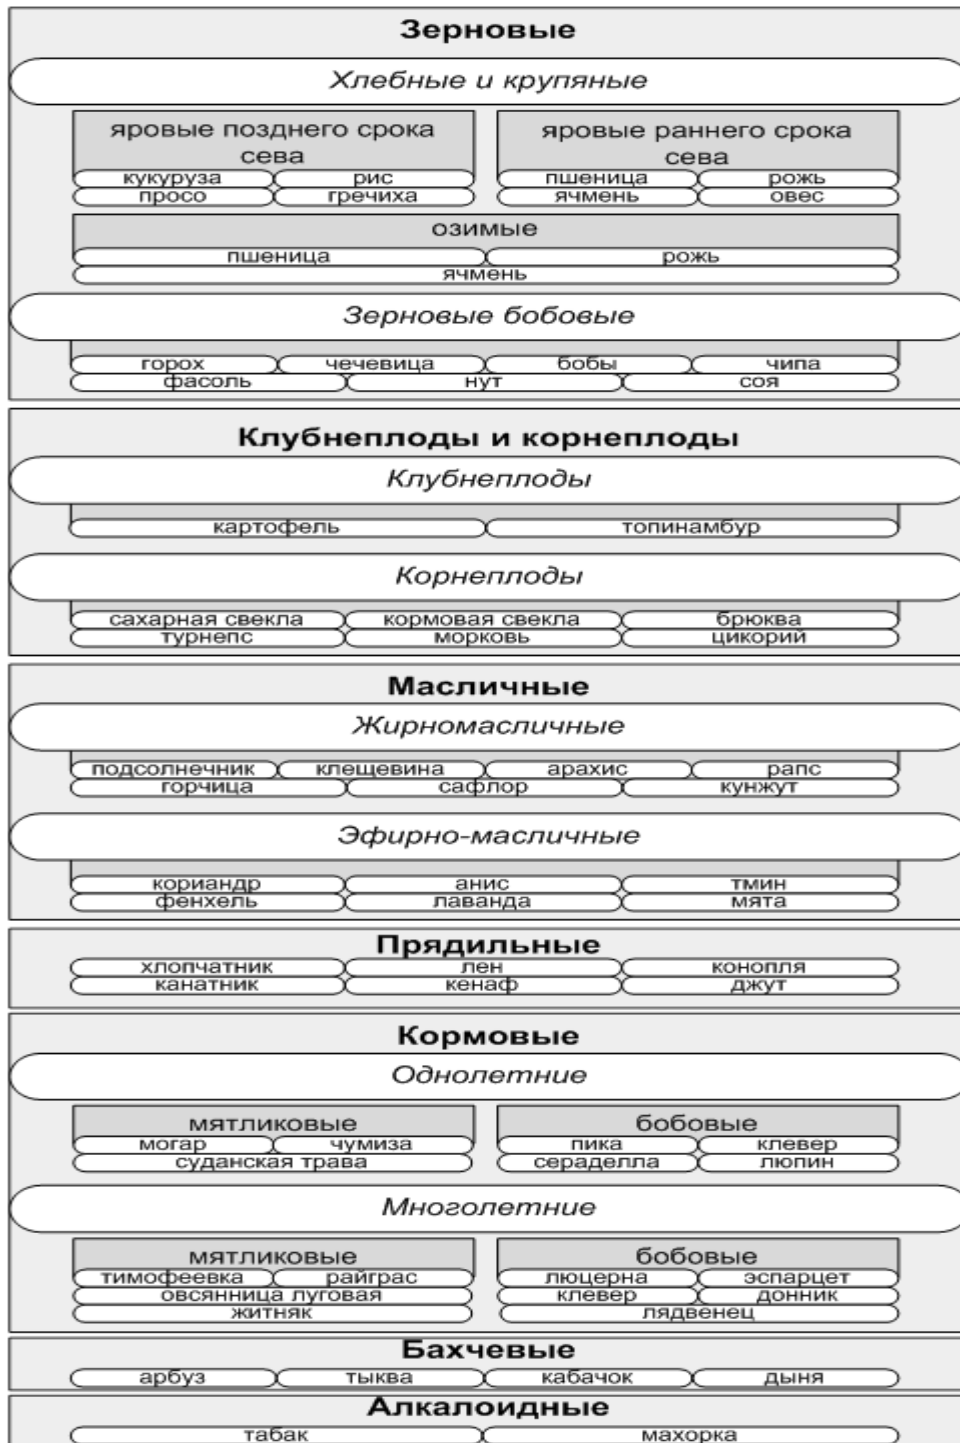 Зерновые
Хлебные и крупяные
яровые позднего срока сева
кукуруза рис
просо гречиха
яровые раннего срока сева
пшеница рожь
ячмень овес
озимые
пшеница рожь
ячмень
Зерновые бобовые
горох чечевица бобы чипа
фасоль нут соя
Клубнеплоды и корнеплоды
Клубнеплоды
картофель топинамбур
Корнеплоды
сахарная свекла кормовая свекла брюква
турнепс морковь цикорий
Масличные
Жирномасличные
подсолнечник клещевина арахис рапс
горчица сафлор кунжут
Эфирно-масличные
кориандр анис тмин
фенхель лаванда мята
Прядильные
хлопчатник лен конопля
канатник кенаф джут
Кормовые
Однолетние
мятликовые
могар чумиза
суданская трава
бобовые
пика клевер
сераделла люпин
Многолетние
мятликовые
тимофеевка райграс
овсянница луговая
житняк
бобовые
люцерна эспарцет
клевер донник
лядвенец
Бахчевые
арбуз тыква кабачок дыня
Алкалоидные
табак махорка